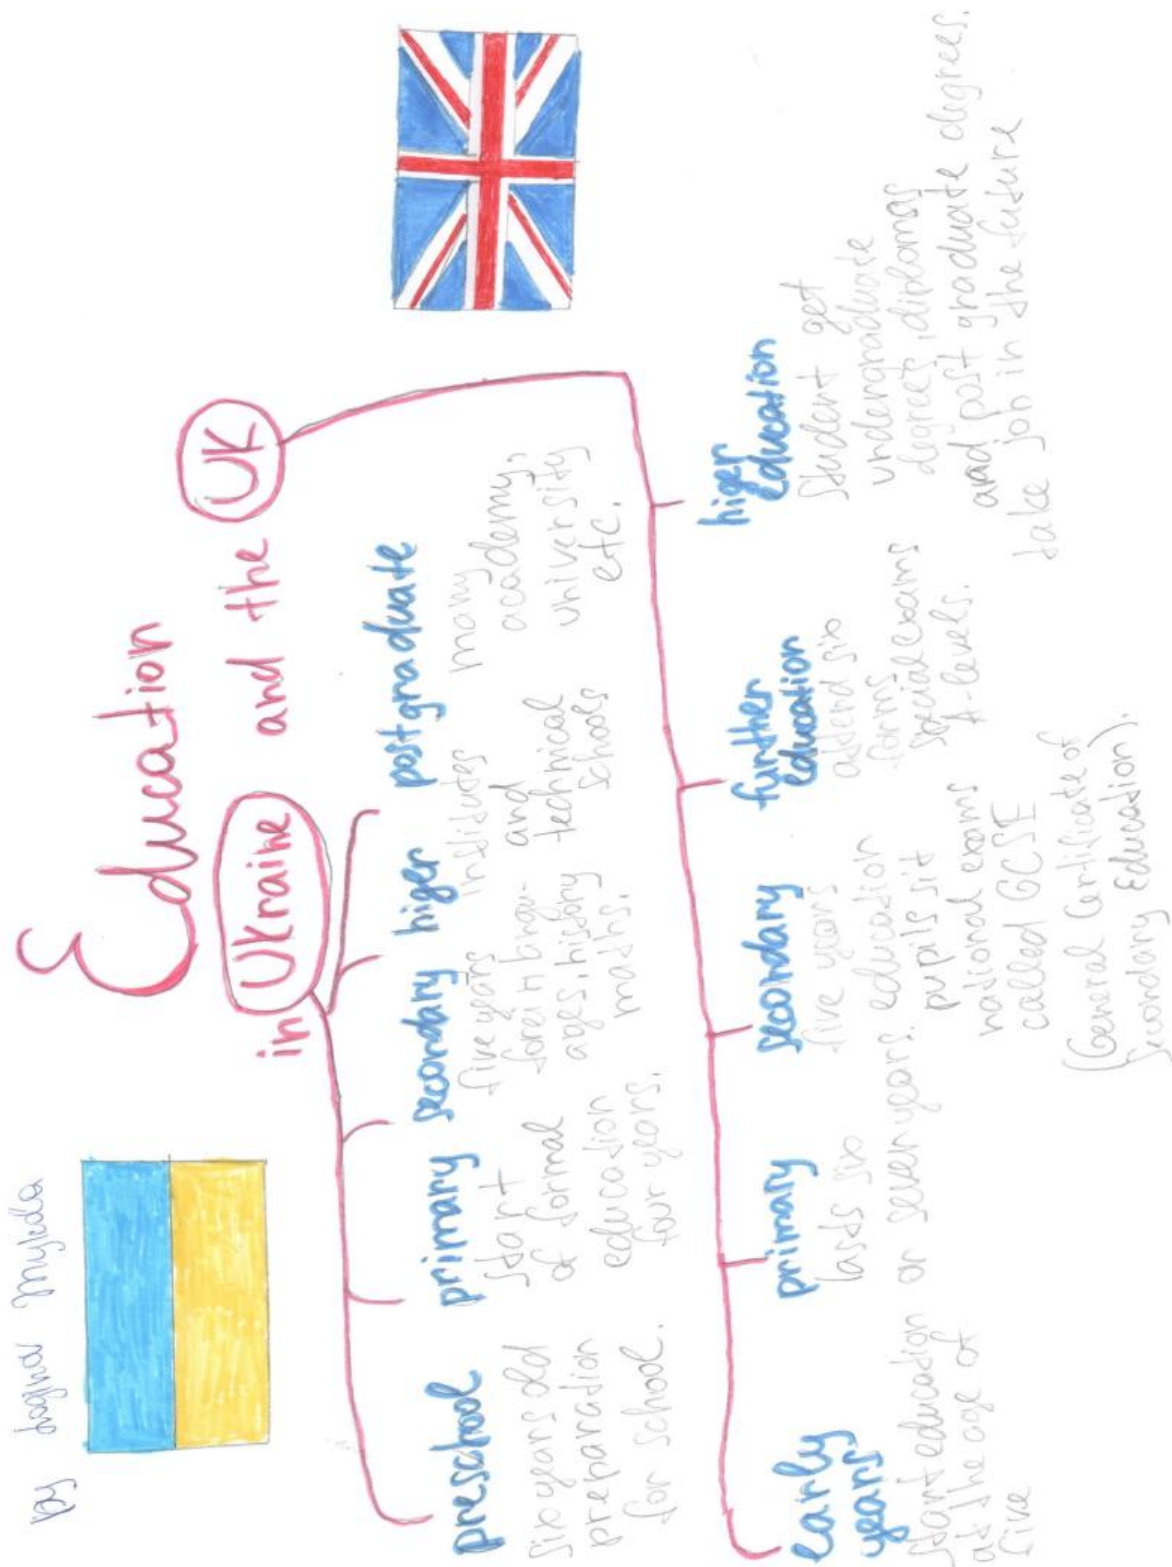 by
Education
in Ukraine and the UK
preschool
six years old
preparation
for school.
primary
start
of formal
education
four years.
secondary
five years
forein langu-
ages, history
maths.
higer
institutes
and
technical
schools
postgraduate
many
academy,
university
etc.
early
years
start education
at the age of
five
primary
lasts six
or seven years.
secondary
five years
education
pupils sit
national exams
called GCSE
(General Certificate of
Secondary Education).
further
education
attend six
forms
special exams
A-levels.
higer
education
student get
undergraduate
degrees, diplomas
and post graduate degrees.
take job in the future